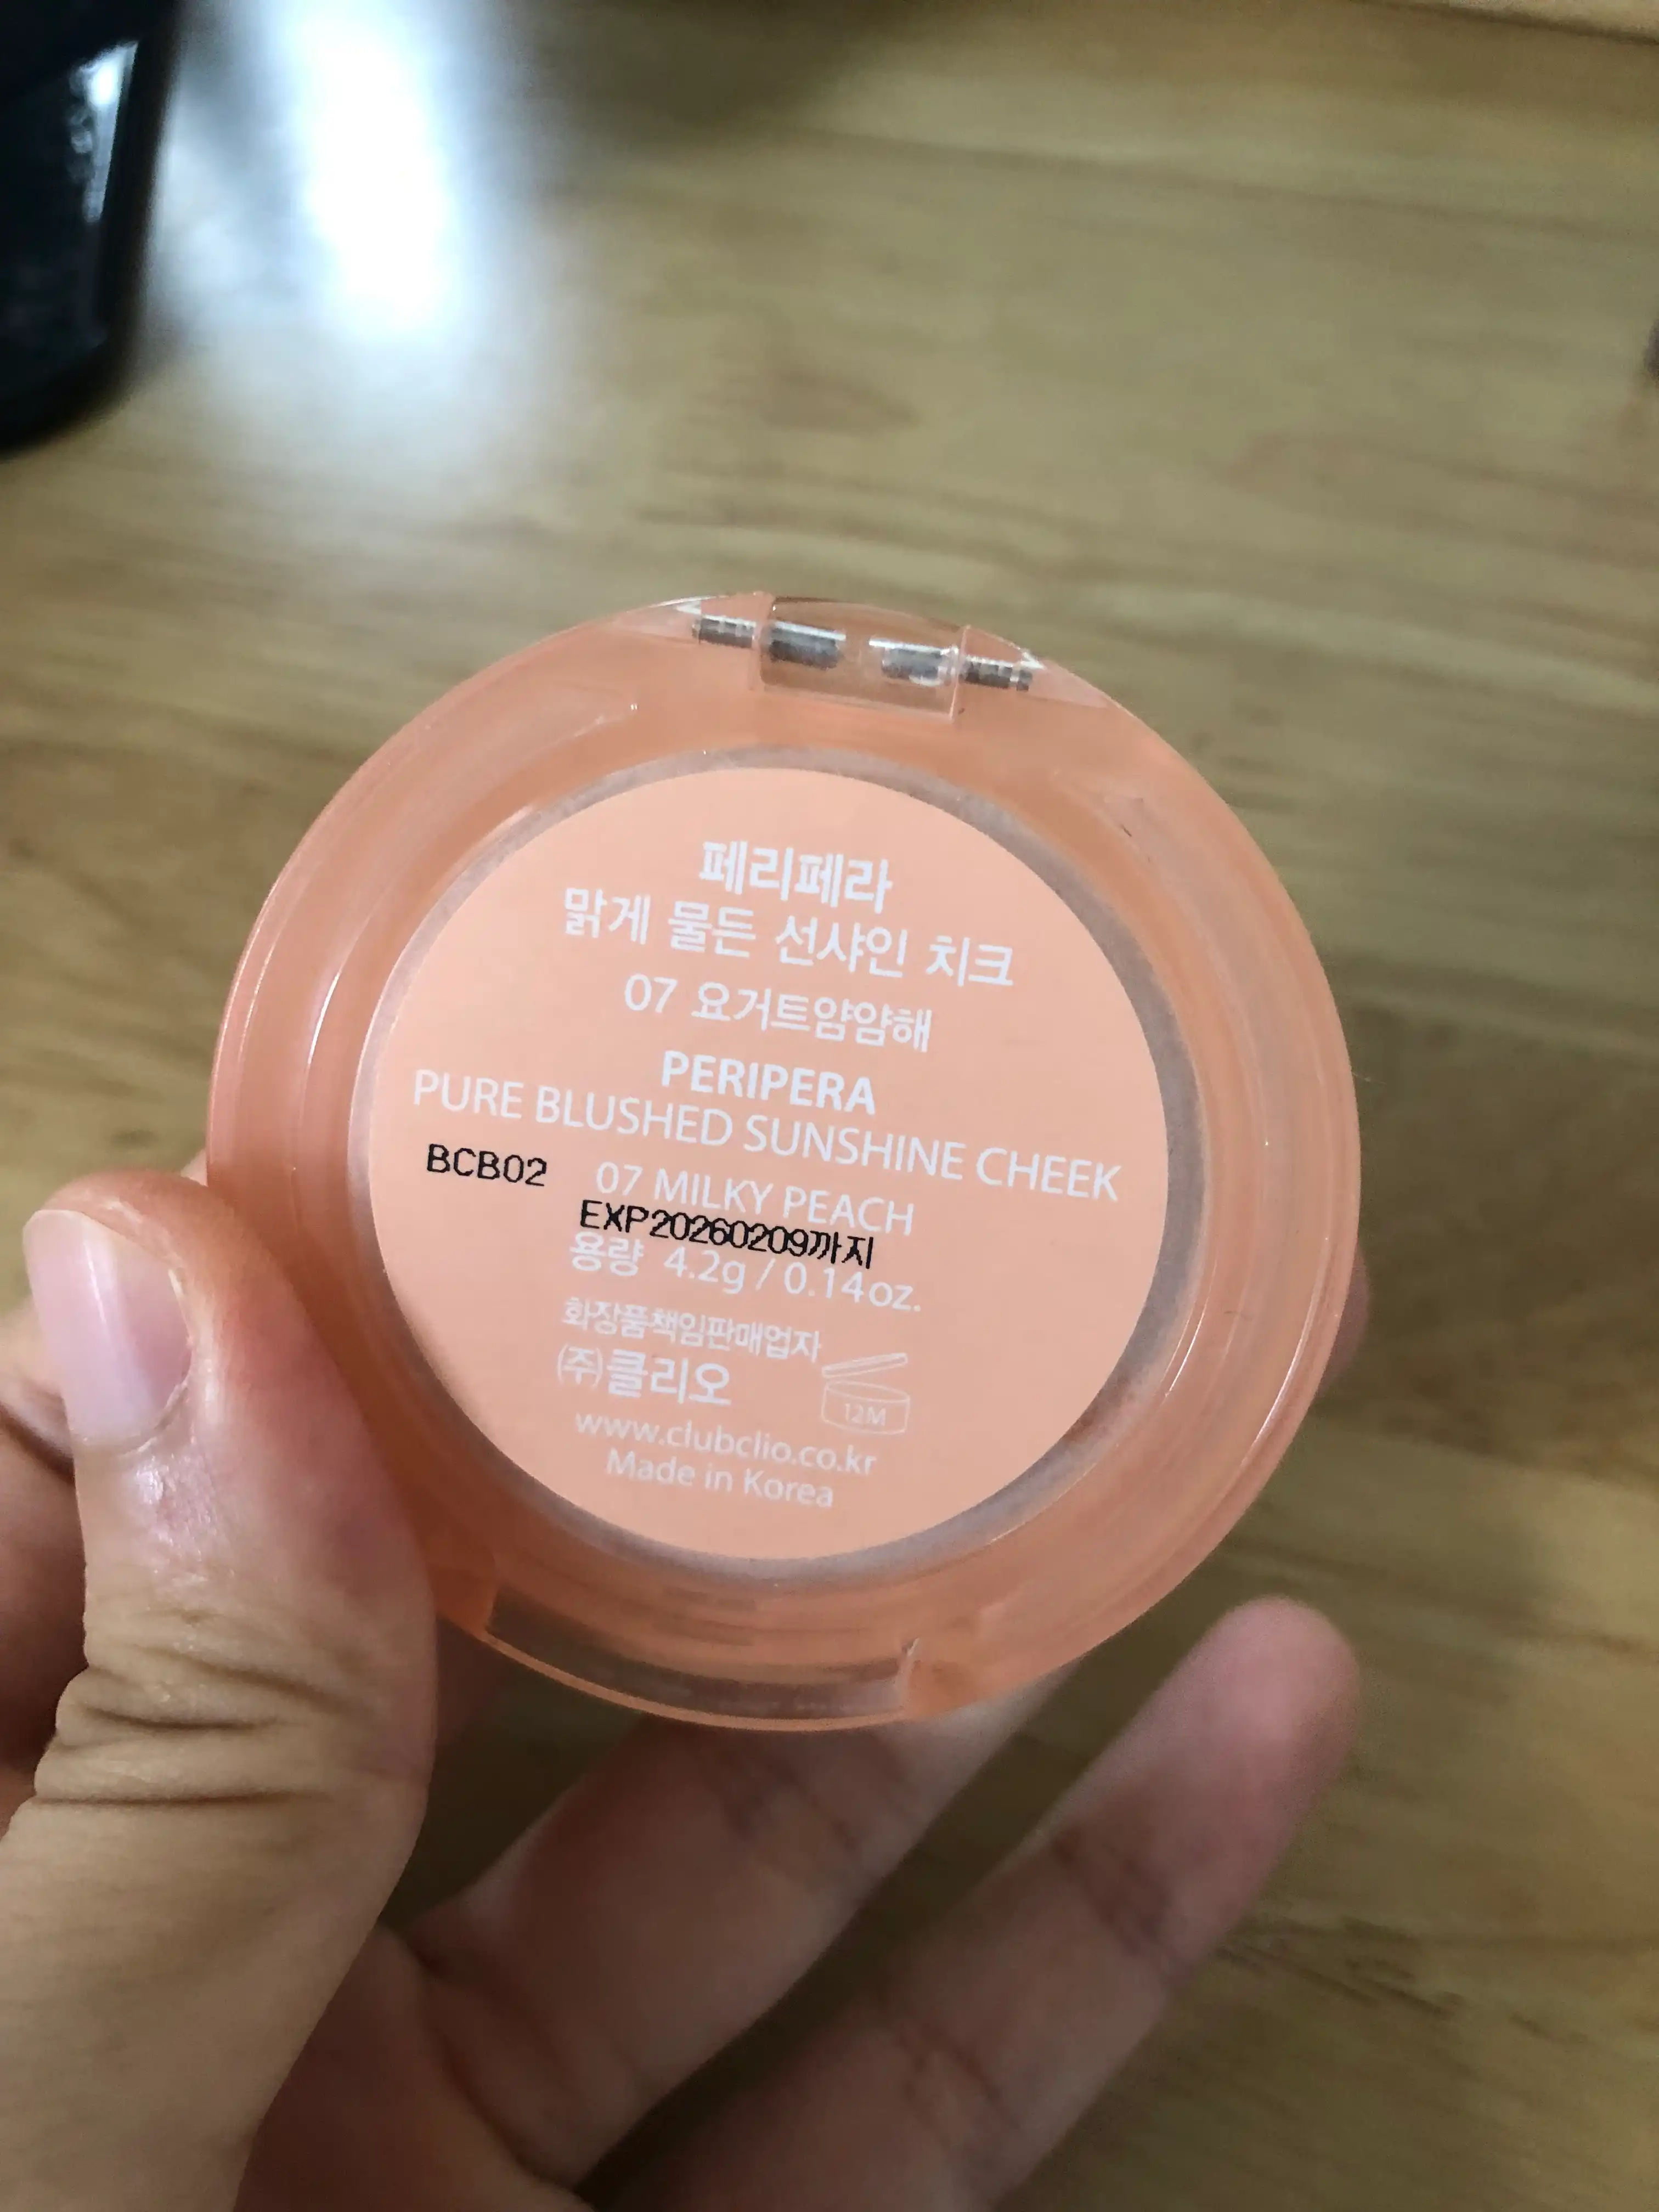 페리페라
맑게 물든 선샤인 치크
07 요거트얌얌해
PERIPERA
PURE BLUSHED SUNSHINE CHEEK
BCB02
07 MILKY PEACH
EXP20260209까지
용량 4.2g / 0.14oz.
화장품책임판매업자
(주)클리오
12M
www.clubclio.co.kr
Made in Korea